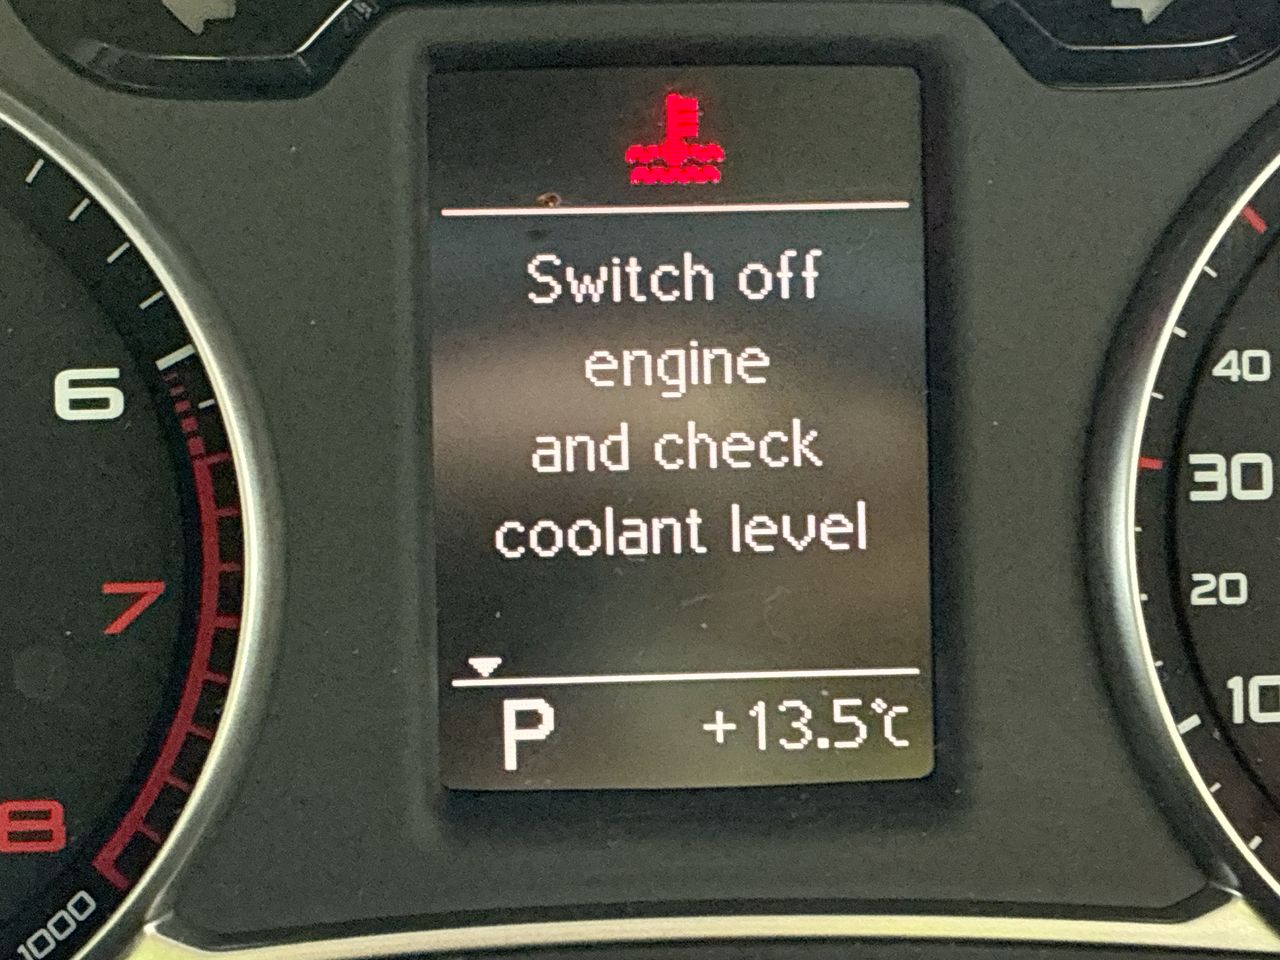 Switch off
engine
and check
coolant level
P +13.5°C
6
7
8
1000
40
30
20
10